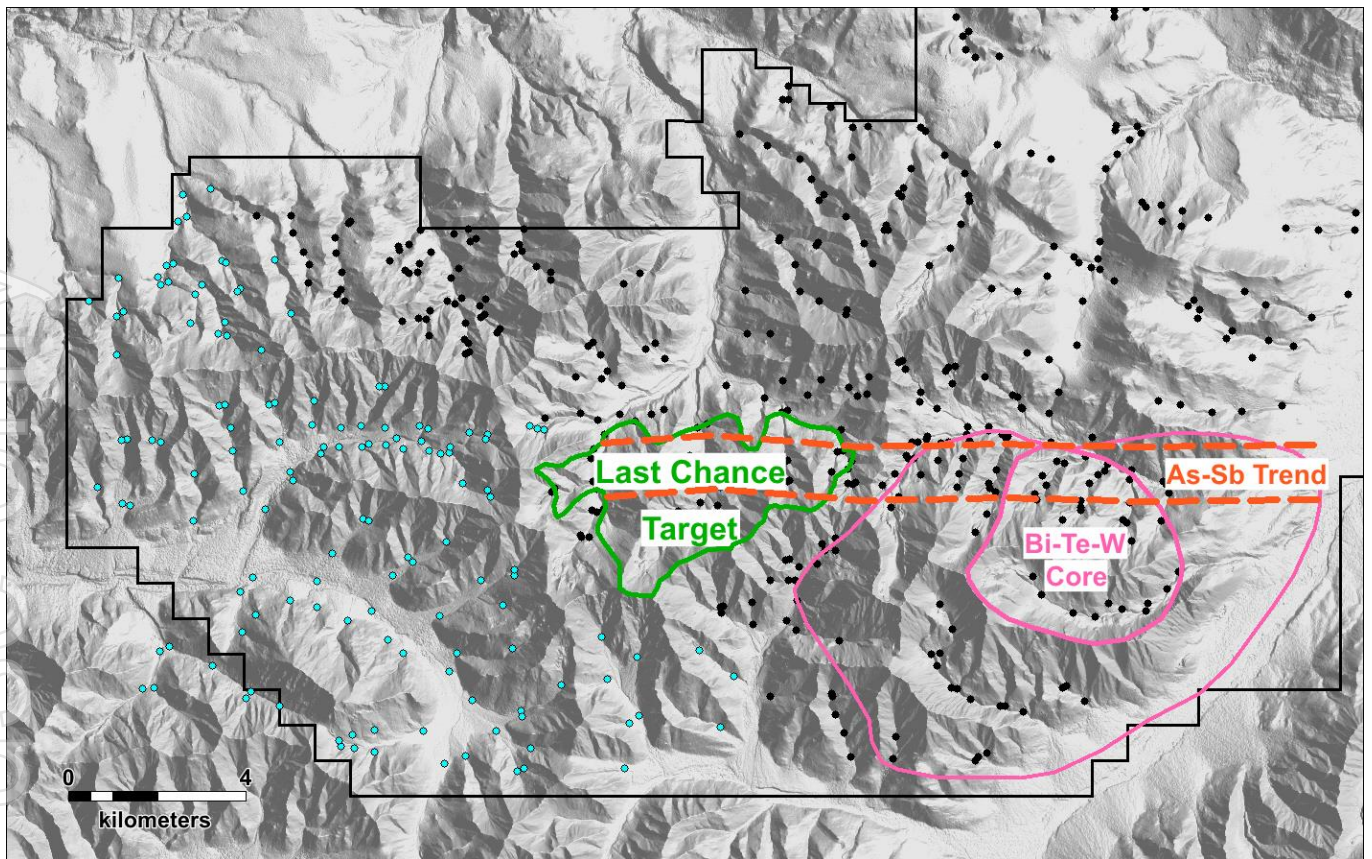 Last Chance
Target
As-Sb Trend
Bi-Te-W
Core
0 4
kilometers